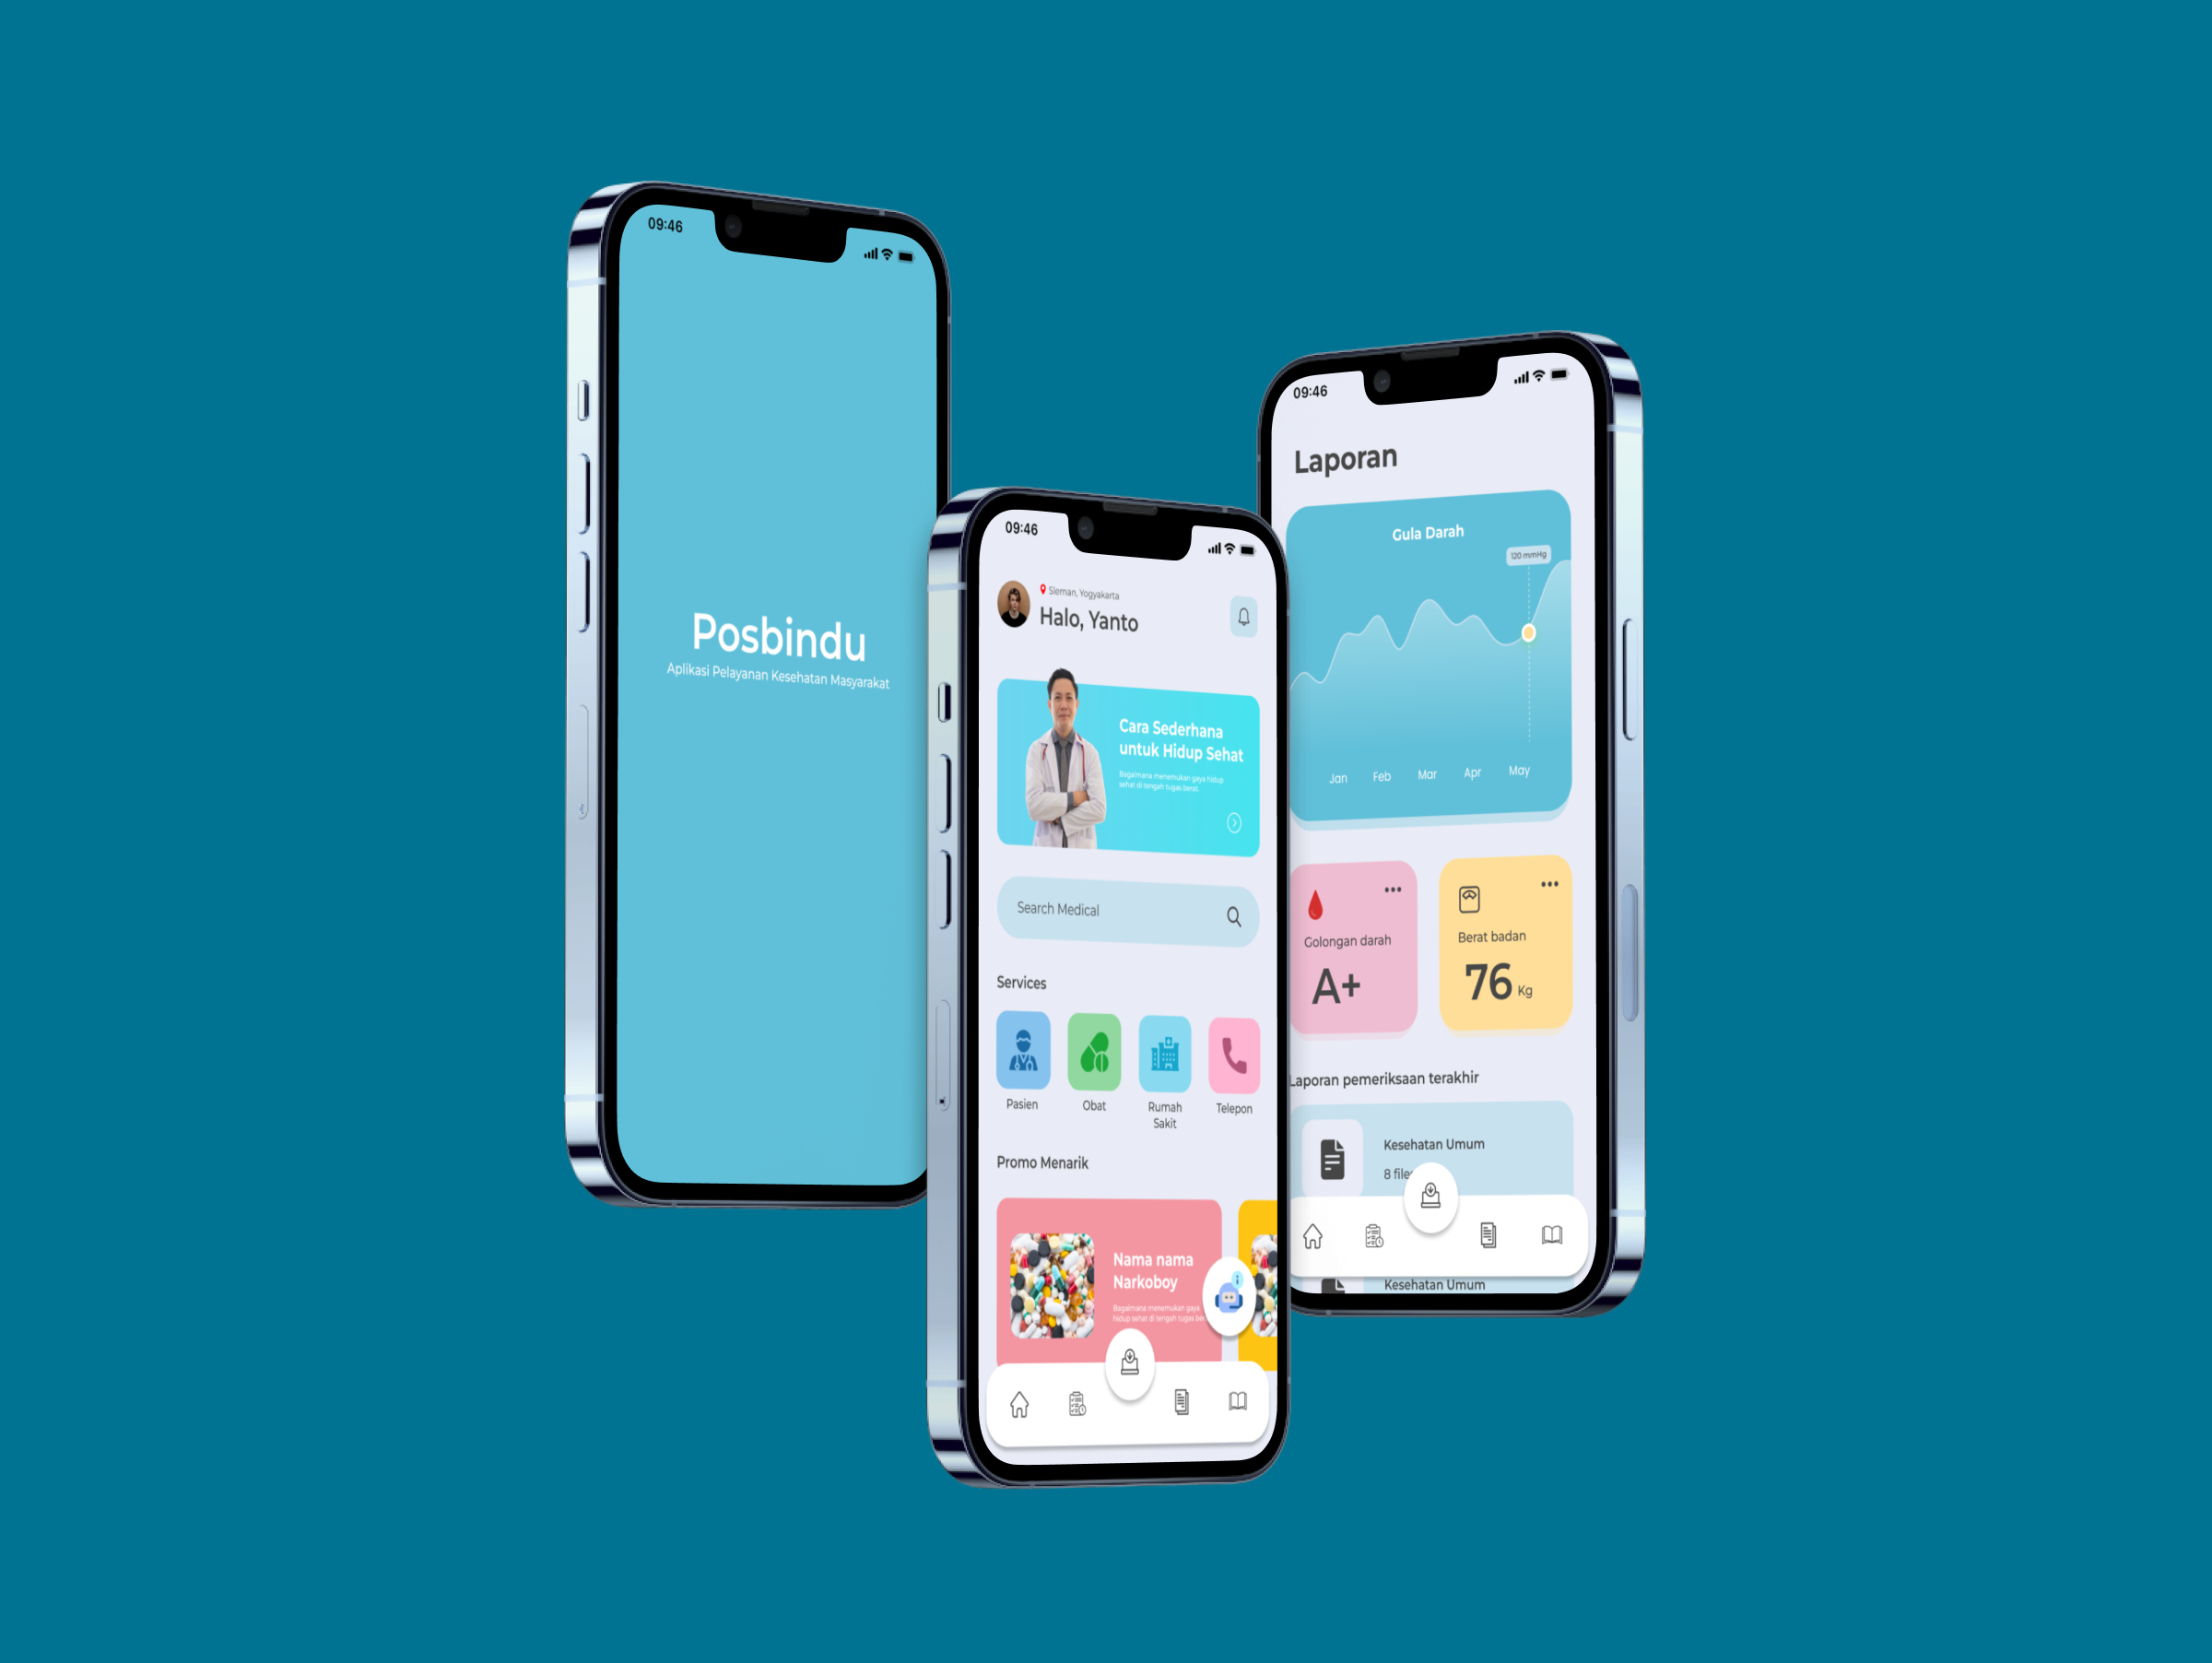 09:46
Posbindu
Aplikasi Pelayanan Kesehatan Masyarakat
09:46
Sleman, Yogyakarta
Halo, Yanto
Cara Sederhana
untuk Hidup Sehat
Bagaimana menemukan gaya hidup
sehat di tengah tugas berat.
Search Medical
Services
Pasien
Obat
Rumah
Sakit
Telepon
Promo Menarik
Nama nama
Narkoboy
Bagaimana menemukan gaya
hidup sehat di tengah tugas
09:46
Laporan
Gula Darah
120 mmHg
Jan Feb Mar Apr May
Golongan darah
A+
Berat badan
76 Kg
Laporan pemeriksaan terakhir
Kesehatan Umum
8 file
Kesehatan Umum